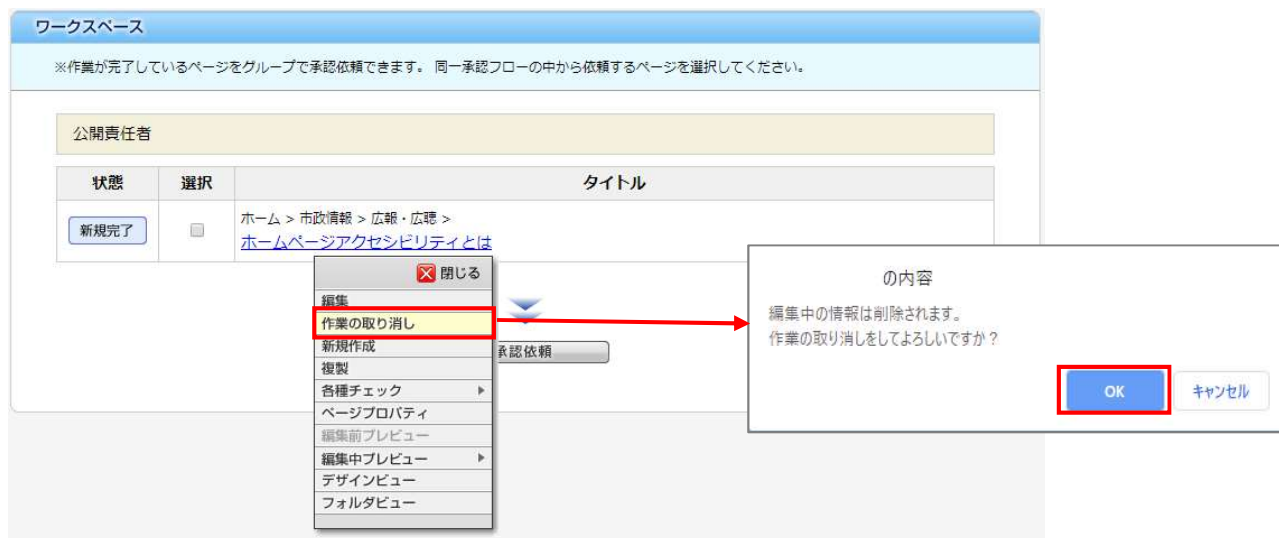 ワークスペース
※作業が完了しているページをグループで承認依頼できます。 同一承認フローの中から依頼するページを選択してください。
公開責任者
状態 選択 タイトル
新規完了
ホーム > 市政情報 > 広報・広聴 >
ホームページアクセシビリティとは
閉じる
編集
作業の取り消し
新規作成
複製
各種チェック
ページプロパティ
編集前プレビュー
編集中プレビュー
デザインビュー
フォルダビュー
承認依頼
の内容
編集中の情報は削除されます。
作業の取り消しをしてよろしいですか？
OK キャンセル